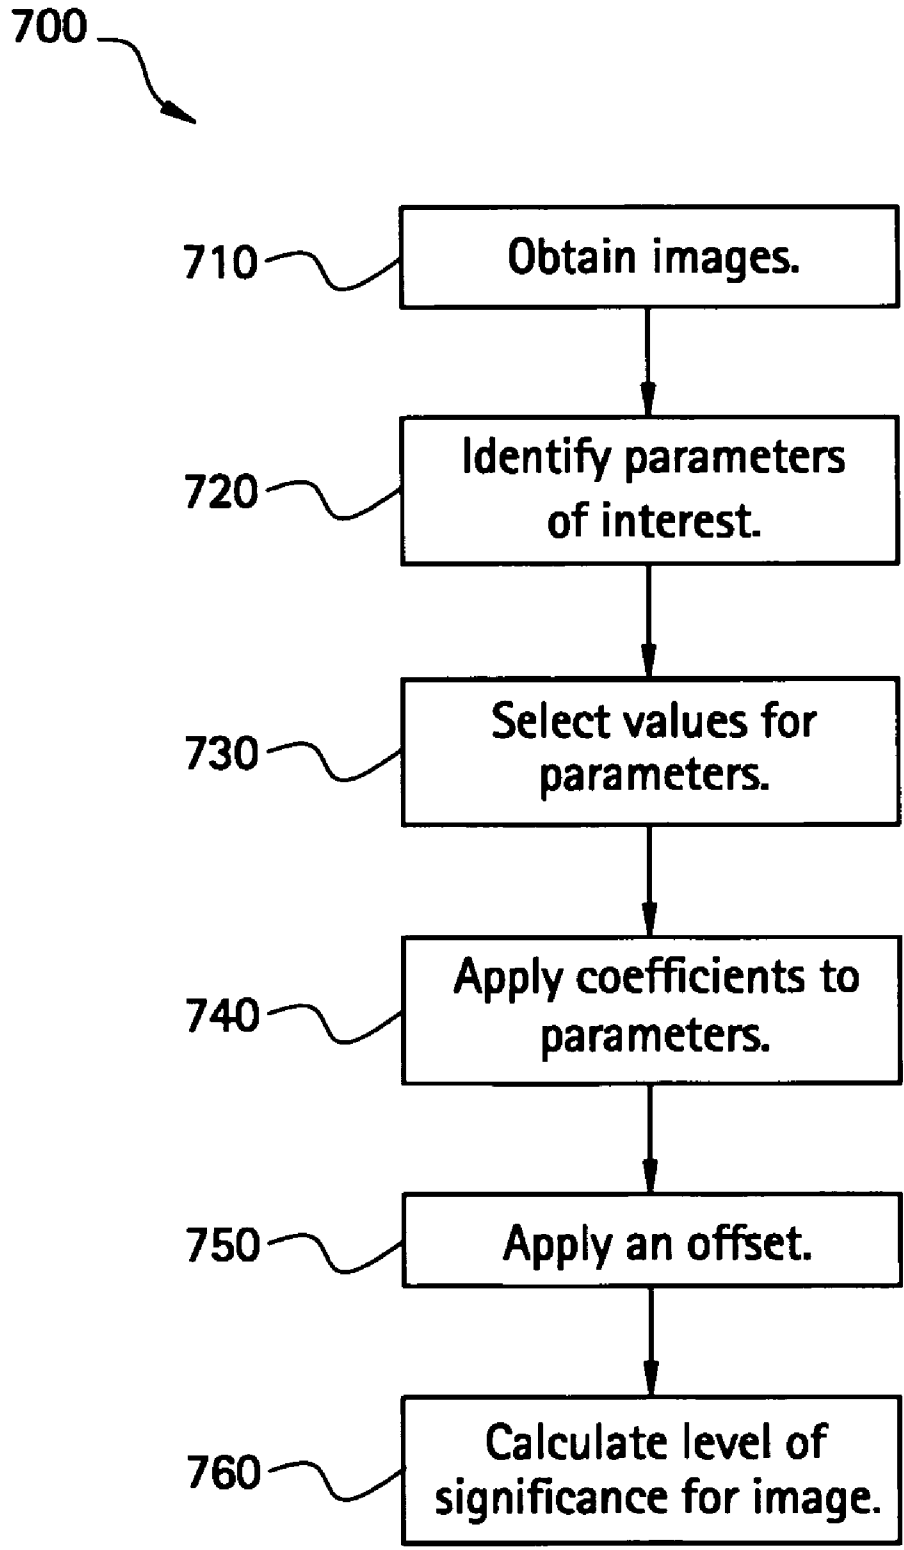 700
710
Obtain images.
720
Identify parameters
of interest.
730
Select values for
parameters.
740
Apply coefficients to
parameters.
750
Apply an offset.
760
Calculate level of
significance for image.